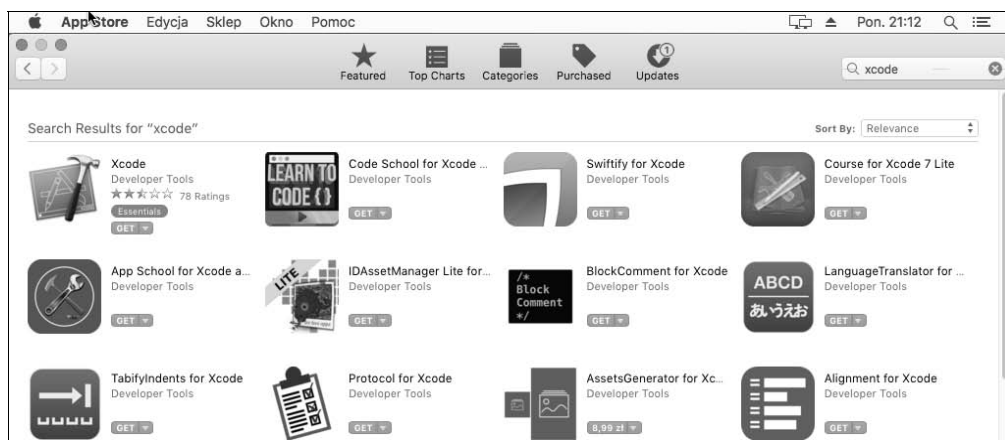 App Store Edycja Sklep Okno Pomoc Pon. 21:12
Featured Top Charts Categories Purchased 1 Updates
xcode
Search Results for "xcode" Sort By: Relevance
Xcode
Developer Tools
78 Ratings
Essentials
GET
LEARN TO CODE { }
Code School for Xcode ...
Developer Tools
GET
Swiftify for Xcode
Developer Tools
GET
Course for Xcode 7 Lite
Developer Tools
GET
App School for Xcode a...
Developer Tools
GET
LITE
IDAssetManager Lite for...
Developer Tools
GET
/*
Block
Comment
*/
BlockComment for Xcode
Developer Tools
GET
ABCD
あいうえお
LanguageTranslator for ...
Developer Tools
GET
TabifyIndents for Xcode
Developer Tools
GET
Protocol for Xcode
Developer Tools
GET
AssetsGenerator for Xc...
Developer Tools
8,99 zł
Alignment for Xcode
Developer Tools
GET